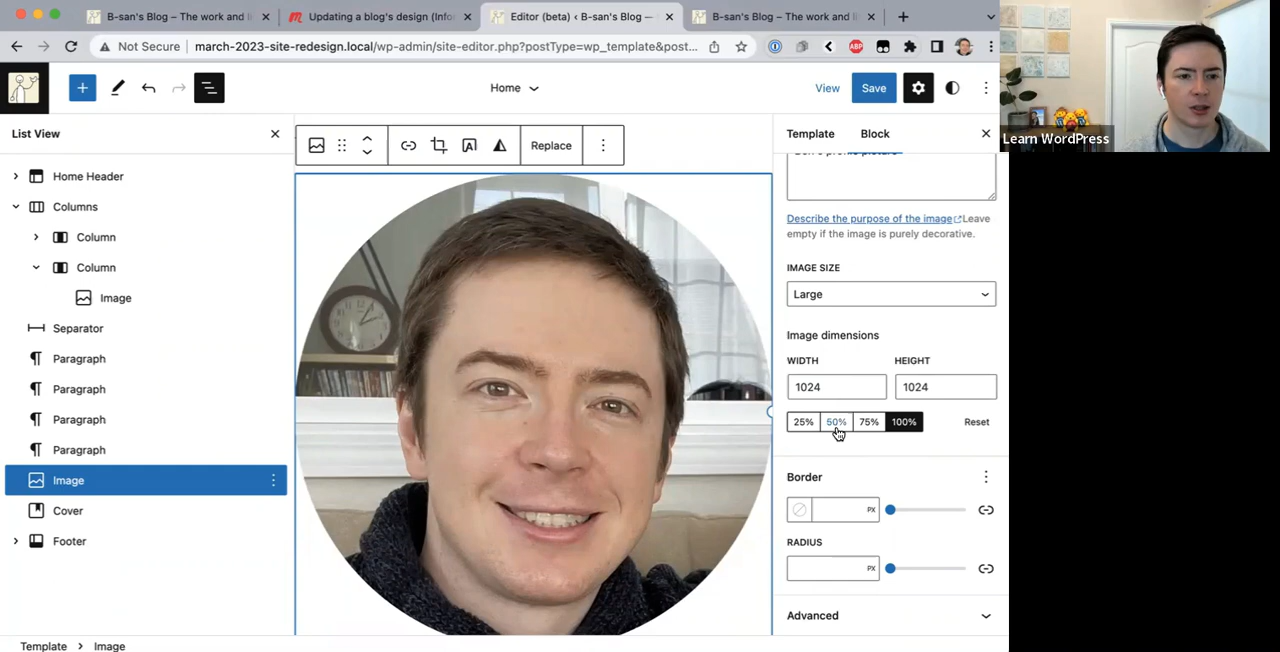 B-san's Blog – The work and li
Updating a blog's design (Info
Editor (beta) ‹ B-san's Blog —
B-san's Blog – The work and li
Not Secure
march-2023-site-redesign.local/wp-admin/site-editor.php?postType=wp_template&post...
ABP
Home
View
Save
Learn WordPress
List View
Replace
Template
Block
Home Header
Columns
Column
Column
Image
Separator
Paragraph
Paragraph
Paragraph
Paragraph
Image
Cover
Footer
Describe the purpose of the image
Leave
empty if the image is purely decorative.
IMAGE SIZE
Large
Image dimensions
WIDTH
HEIGHT
1024
1024
25%
50%
75%
100%
Reset
Border
PX
RADIUS
PX
Advanced
Template > Image